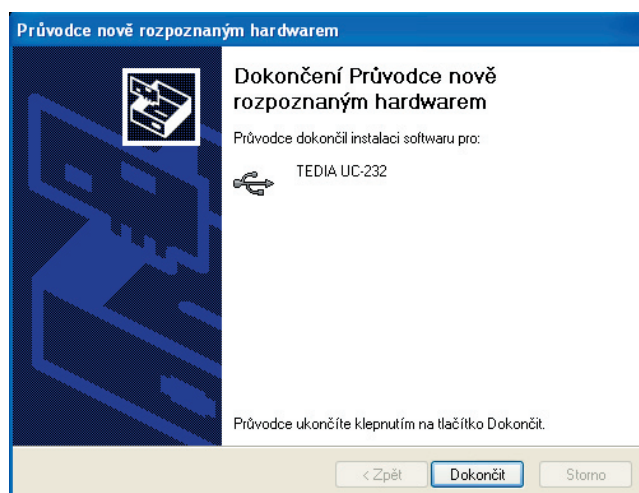 Průvodce nově rozpoznaným hardwarem
Dokončení Průvodce nově
rozpoznaným hardwarem
Průvodce dokončil instalaci softwaru pro:
TEDIA UC-232
Průvodce ukončíte klepnutím na tlačítko Dokončit.
< Zpět Dokončit Storno